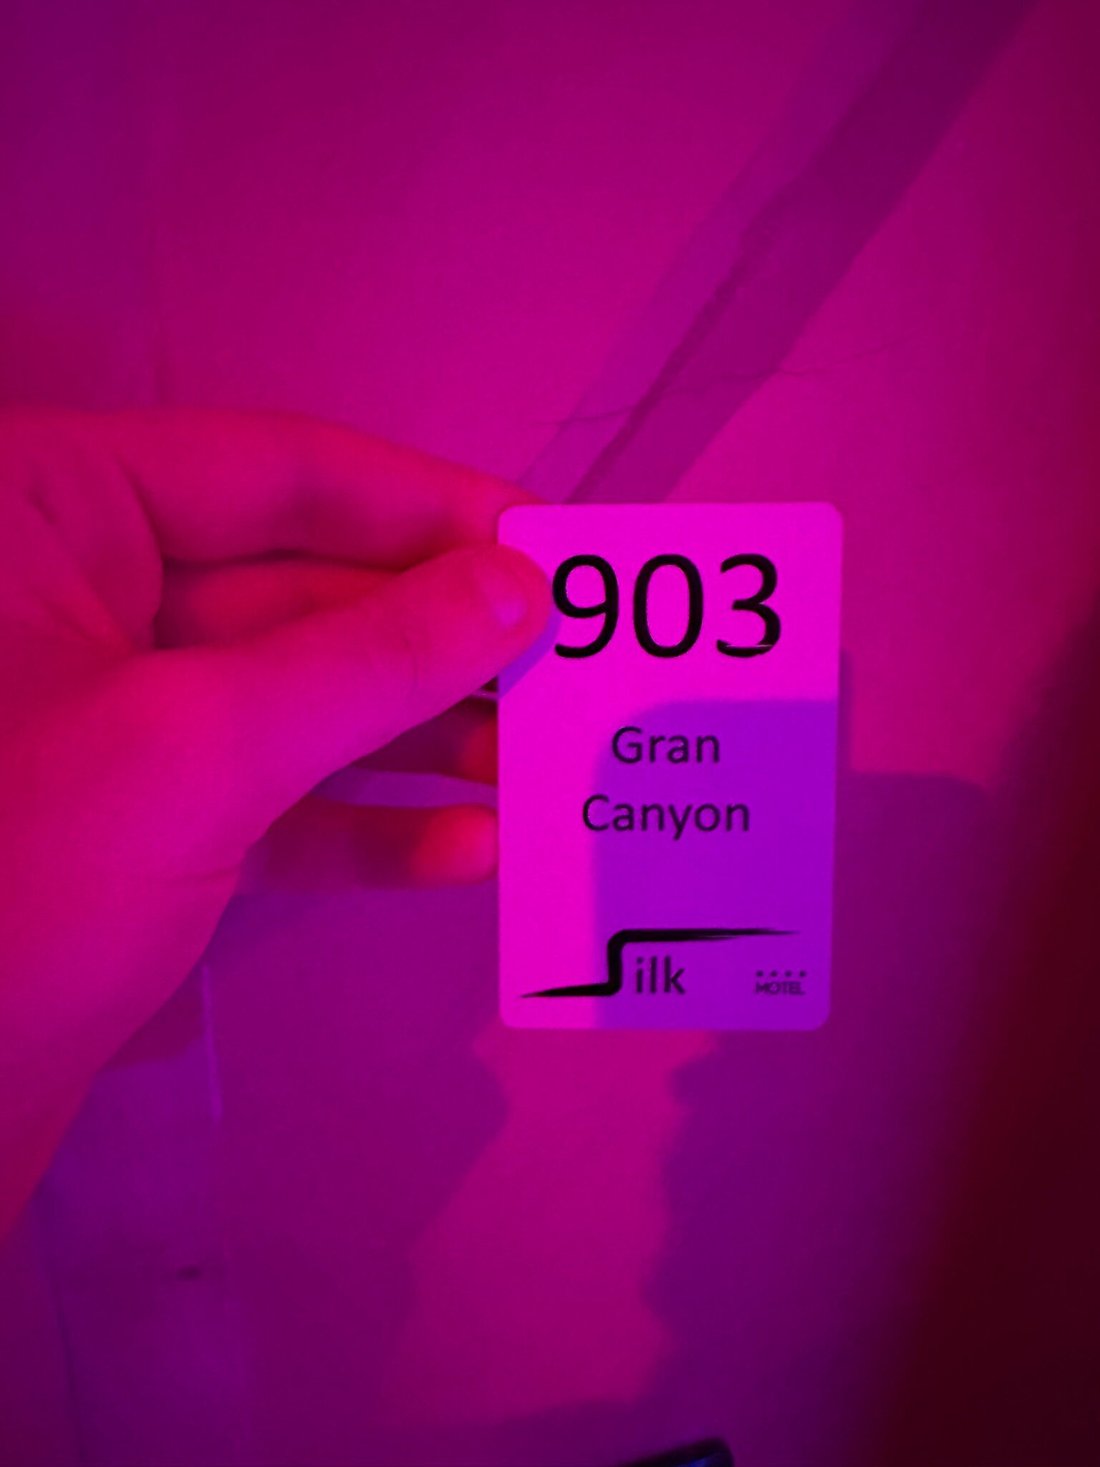 903
Gran
Canyon
Silk
MOTEL